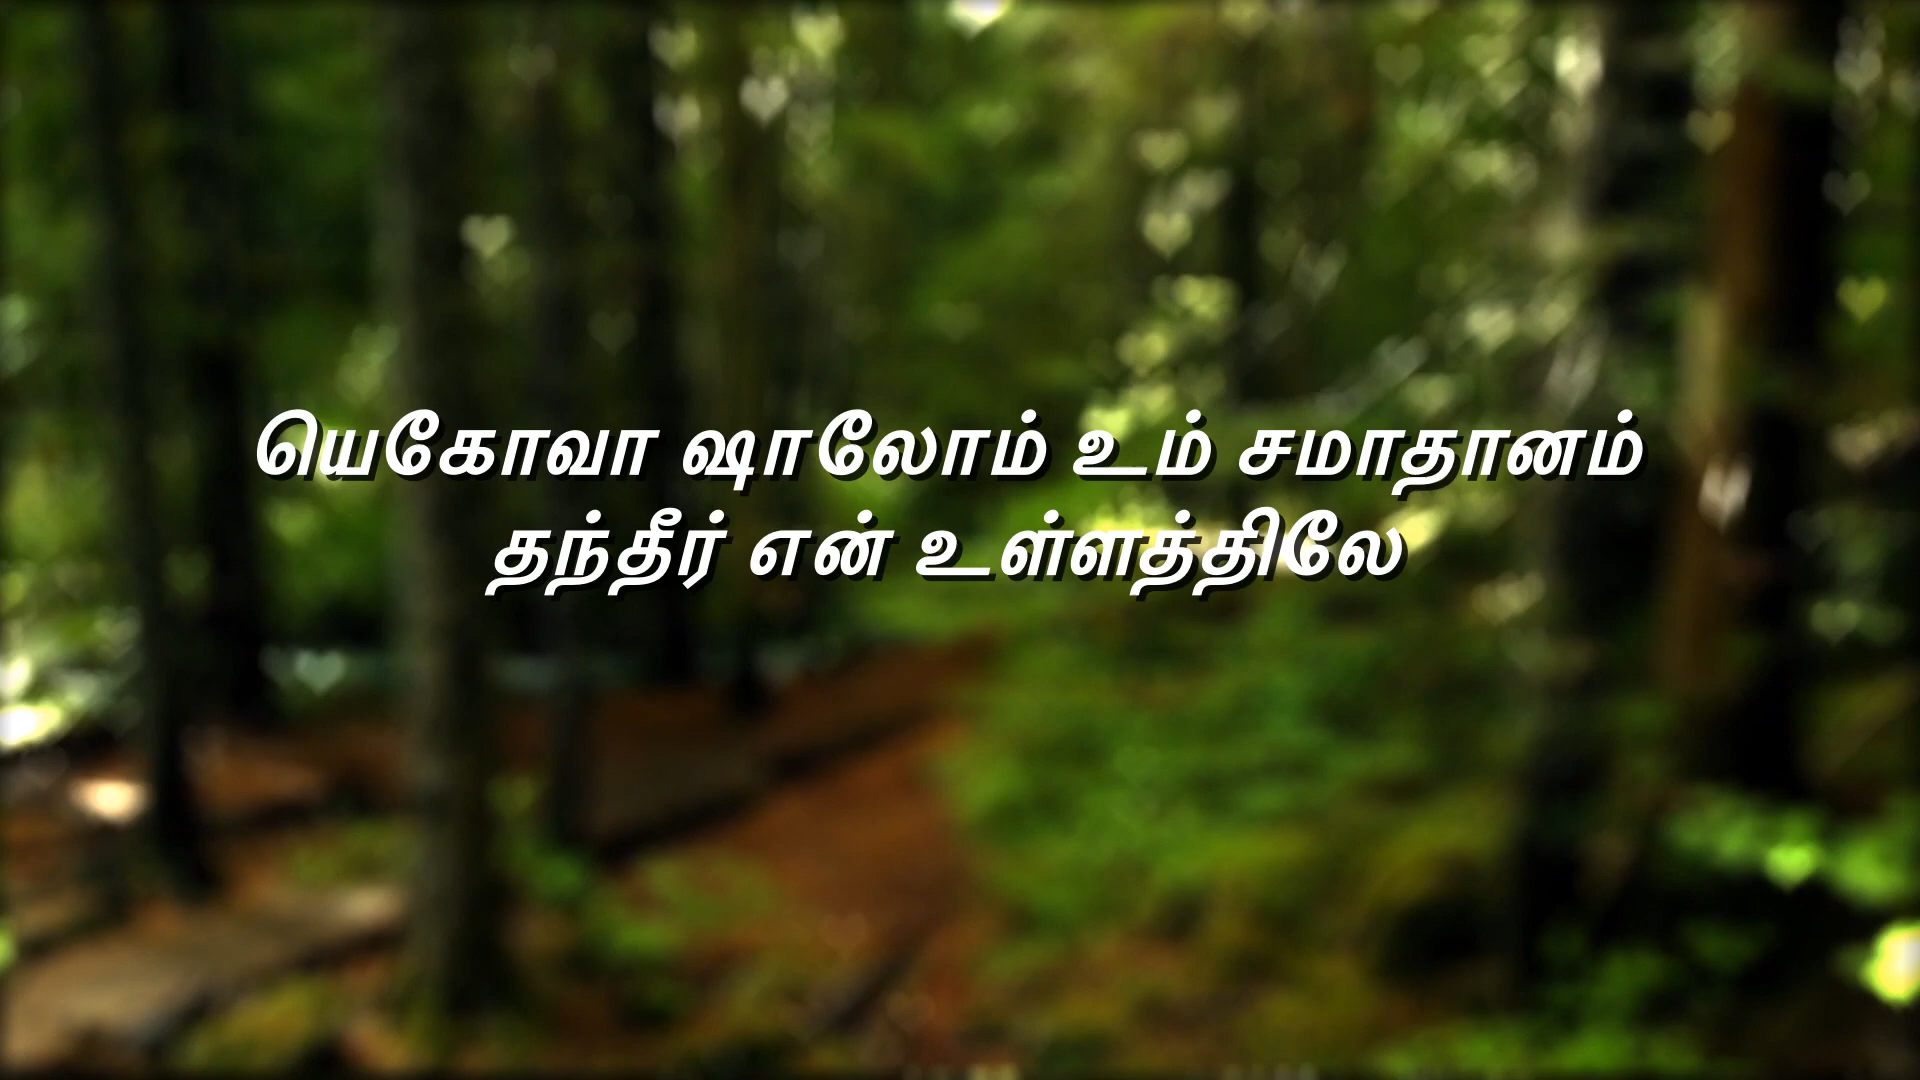 யெகோவா ஷாலோம் உம் சமாதானம்
தந்தீர் என் உள்ளத்திலே